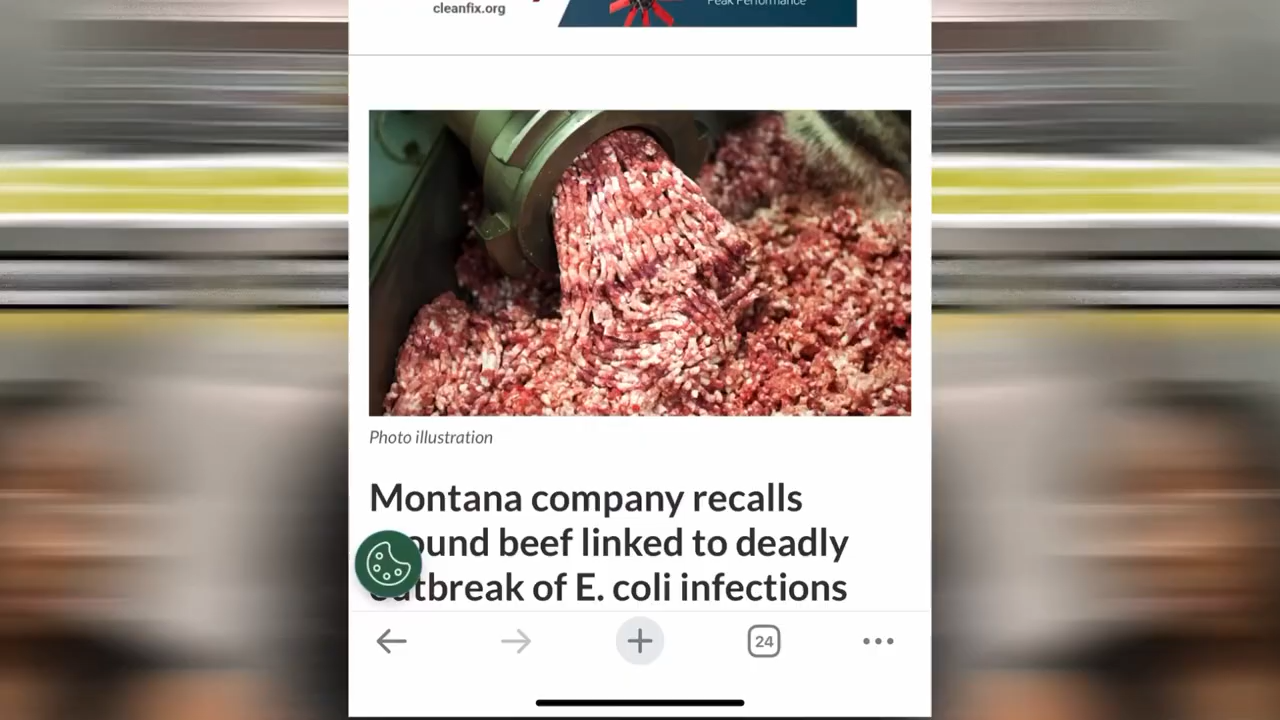 cleanfix.org
Peak Performance
Photo illustration
Montana company recalls
ound beef linked to deadly
tbreak of E. coli infections
24